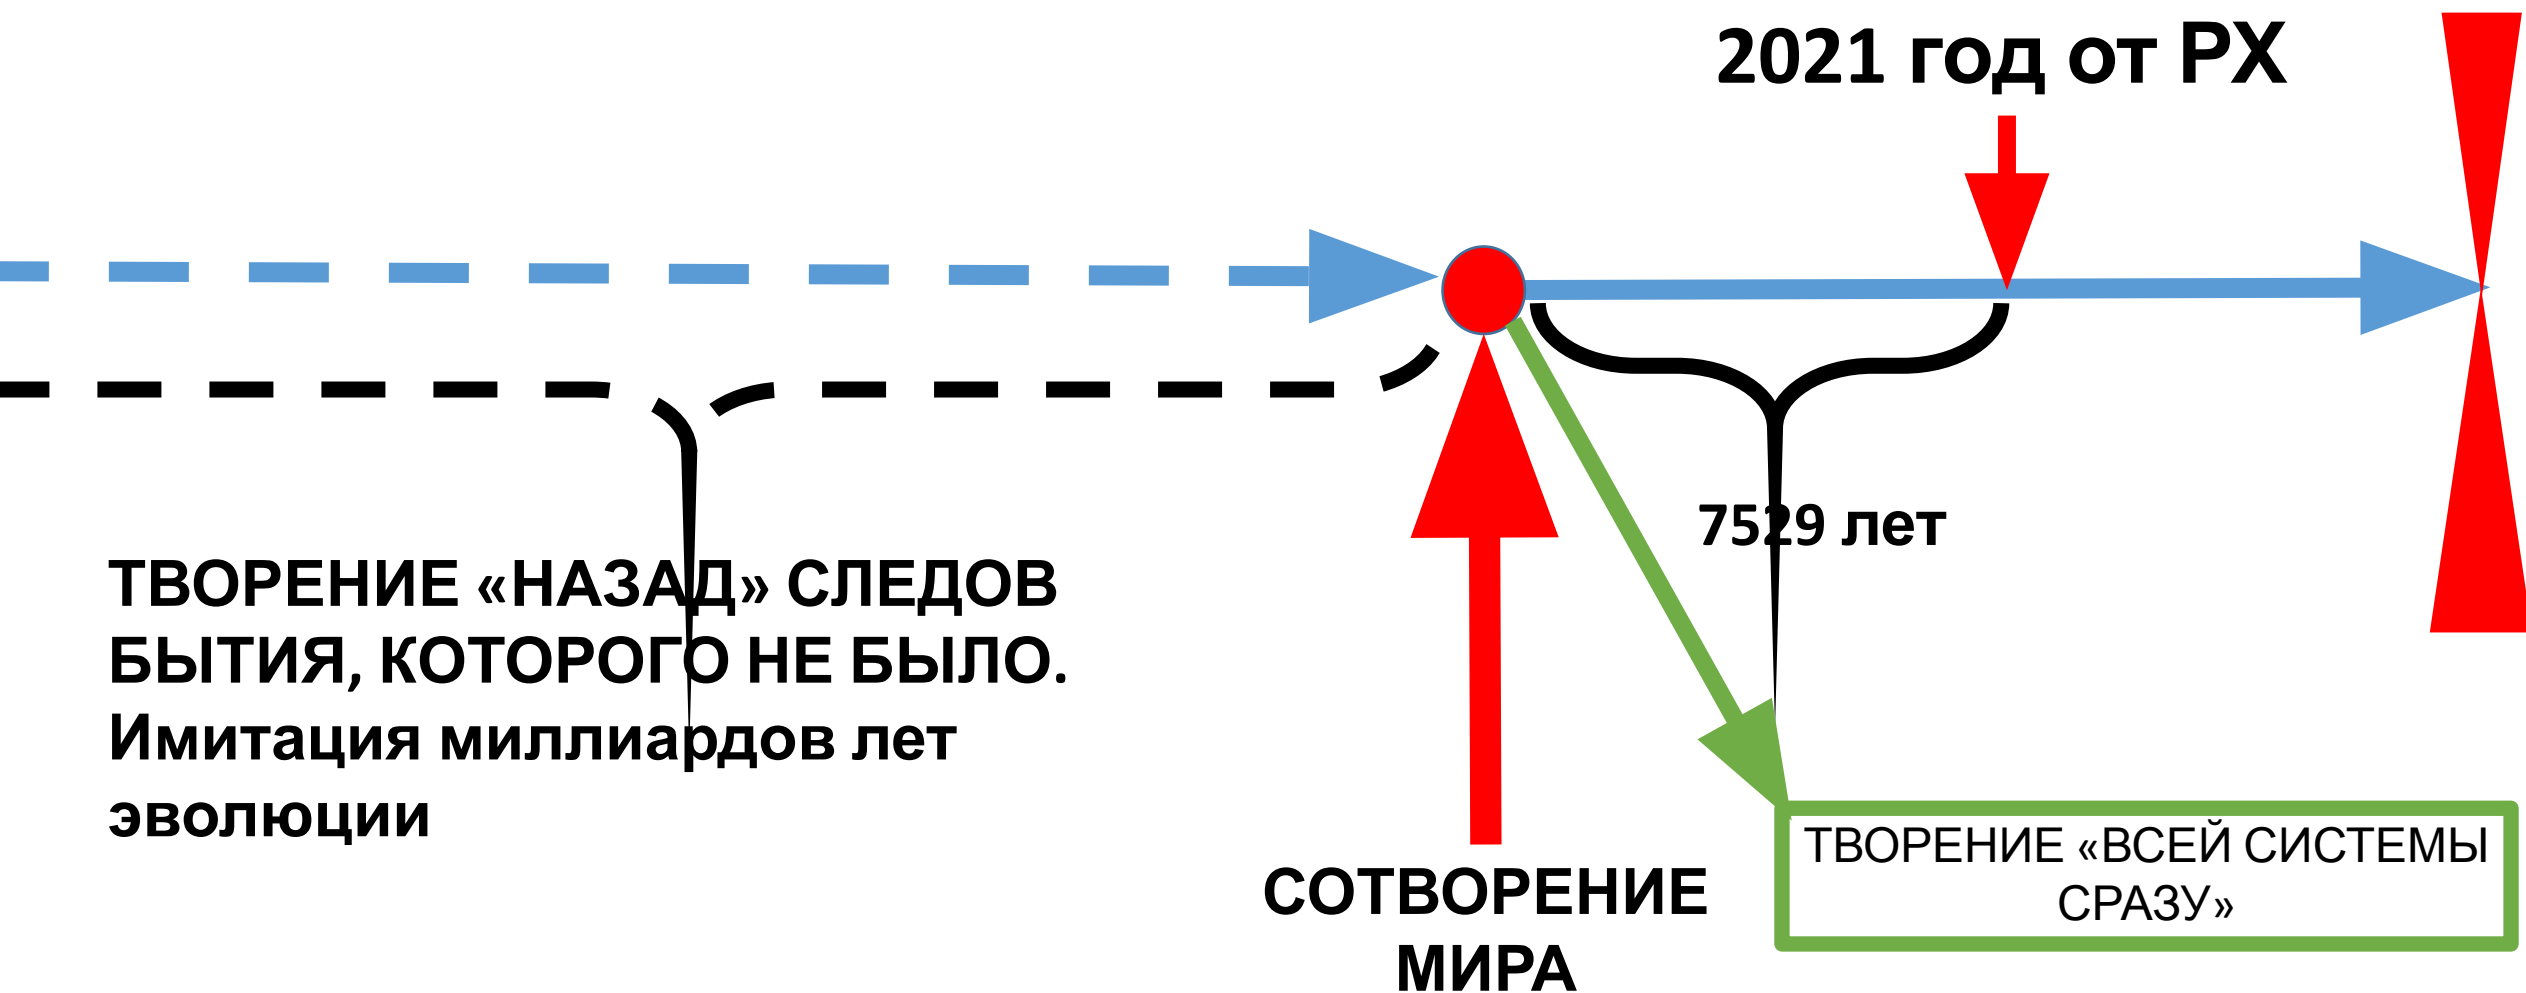 2021 год от РХ
7529 лет
ТВОРЕНИЕ «НАЗАД» СЛЕДОВ
БЫТИЯ, КОТОРОГО НЕ БЫЛО.
Имитация миллиардов лет
эволюции
СОТВОРЕНИЕ
МИРА
ТВОРЕНИЕ «ВСЕЙ СИСТЕМЫ
СРАЗУ»